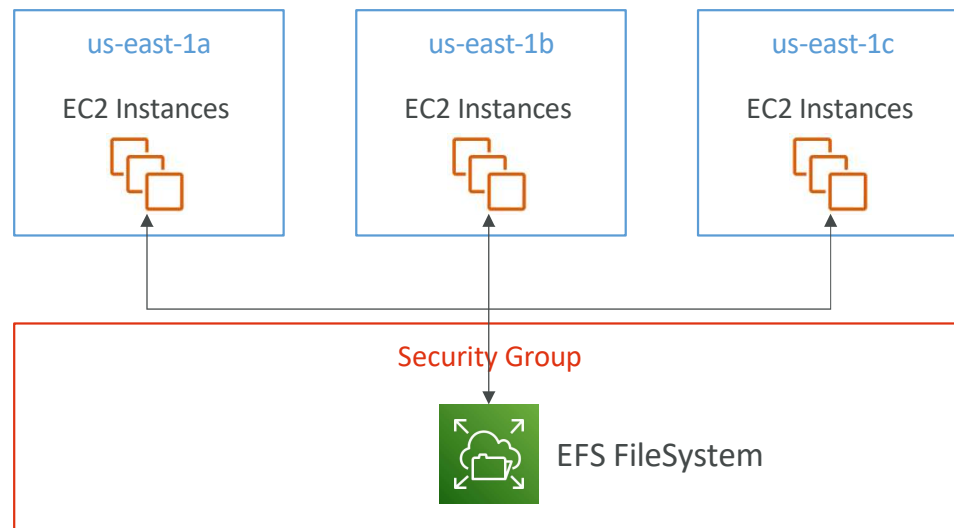 us-east-1a
us-east-1b
us-east-1c
EC2 Instances
EC2 Instances
EC2 Instances
Security Group
EFS FileSystem